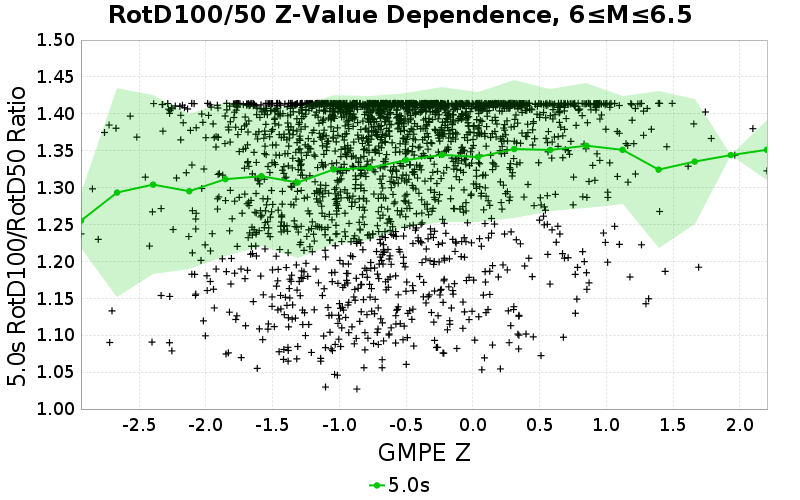 RotD100/50 Z-Value Dependence, 6≤M≤6.5
5.0s RotD100/RotD50 Ratio
1.50
1.45
1.40
1.35
1.30
1.25
1.20
1.15
1.10
1.05
1.00
-2.5 -2.0 -1.5 -1.0 -0.5 0.0 0.5 1.0 1.5 2.0
GMPE Z
5.0s